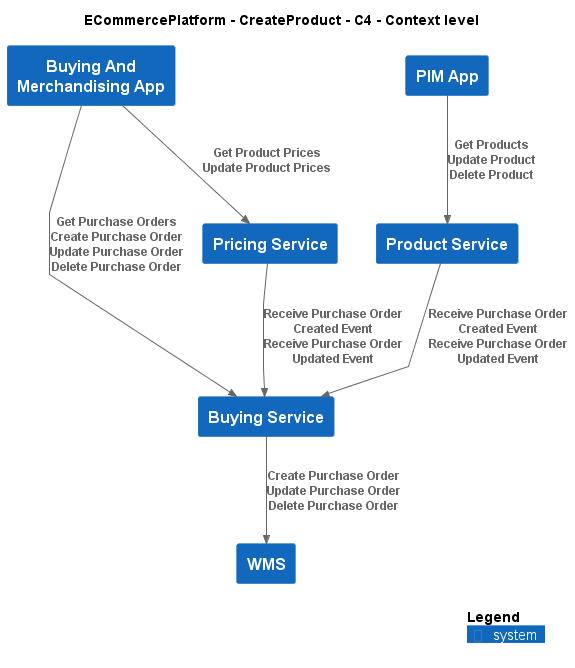 ECommercePlatform - CreateProduct - C4 - Context level
Buying And
Merchandising App
PIM App
Get Product Prices
Update Product Prices
Get Products
Update Product
Delete Product
Get Purchase Orders
Create Purchase Order
Update Purchase Order
Delete Purchase Order
Pricing Service
Product Service
Receive Purchase Order
Created Event
Receive Purchase Order
Updated Event
Receive Purchase Order
Created Event
Receive Purchase Order
Updated Event
Buying Service
Create Purchase Order
Update Purchase Order
Delete Purchase Order
WMS
Legend
system